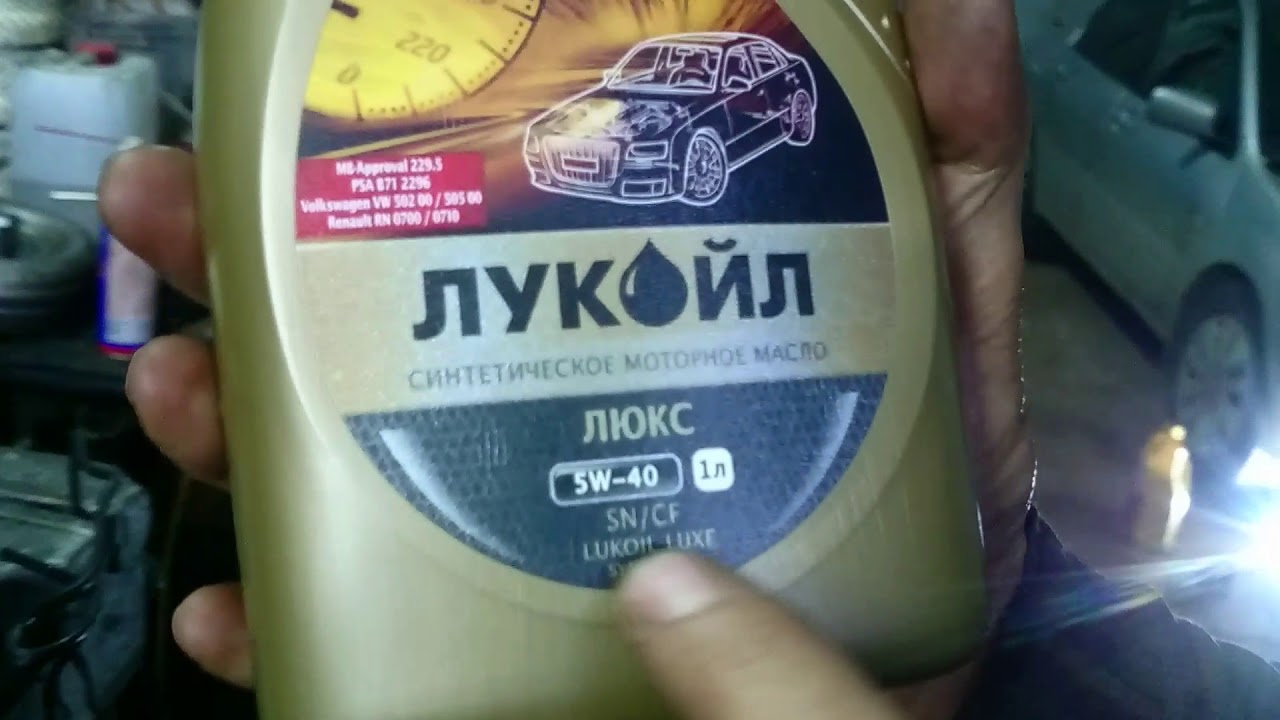 220
0
MB-Approval 229.5
PSA B71 2296
Volkswagen VW 502 00 / 505 00
Renault RN 0700 / 0710
ЛУКОЙЛ
СИНТЕТИЧЕСКОЕ МОТОРНОЕ МАСЛО
ЛЮКС
5W-40 1л
SN/CF
LUKOIL LUXE